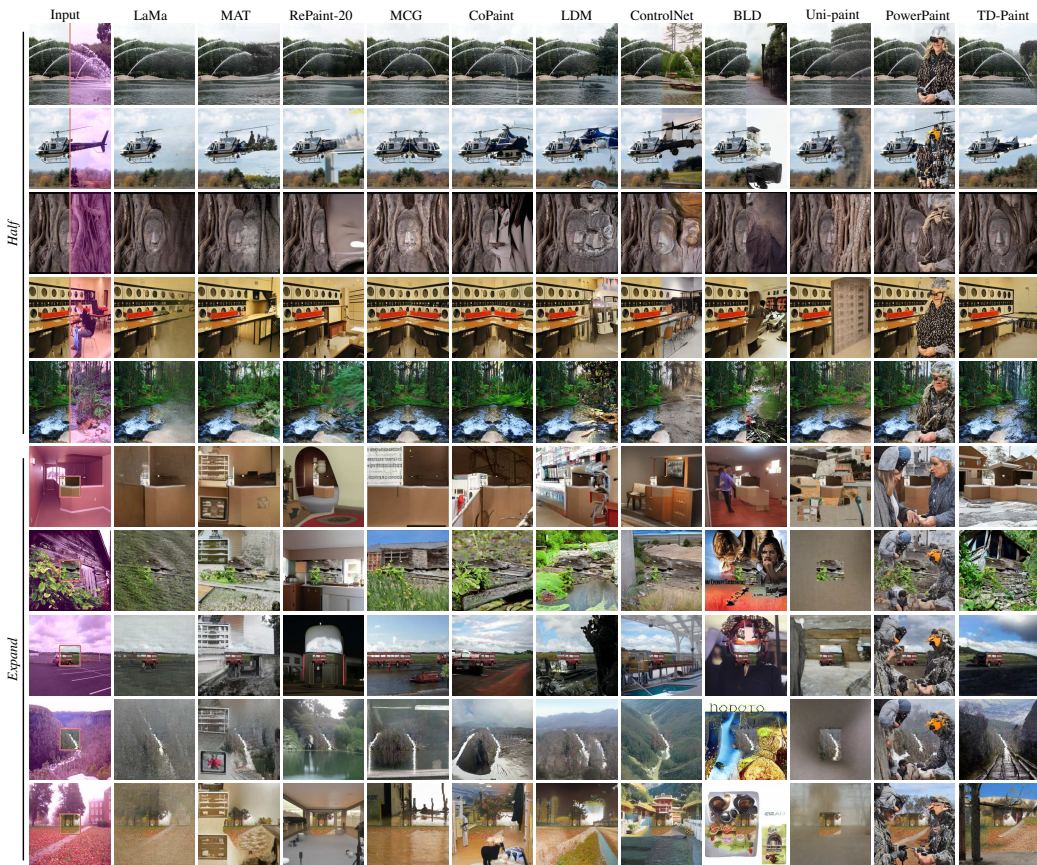 Input LaMa MAT RePaint-20 MCG CoPaint LDM ControlNet BLD Uni-paint PowerPaint TD-Paint
Half
Expand